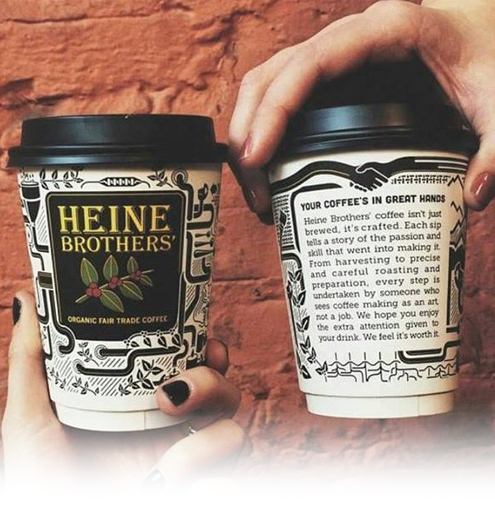 HEINE
BROTHERS'
ORGANIC FAIR TRADE COFFEE
YOUR COFFEE'S IN GREAT HANDS
Heine Brothers' coffee isn't just
brewed, it's crafted. Each sip
tells a story of the passion and
skill that went into making it.
From harvesting to precise
and careful roasting and
preparation, every step is
undertaken by someone who
sees coffee making as an art,
not a job. We hope you enjoy
the extra attention given to
your drink. We feel it's worth it.